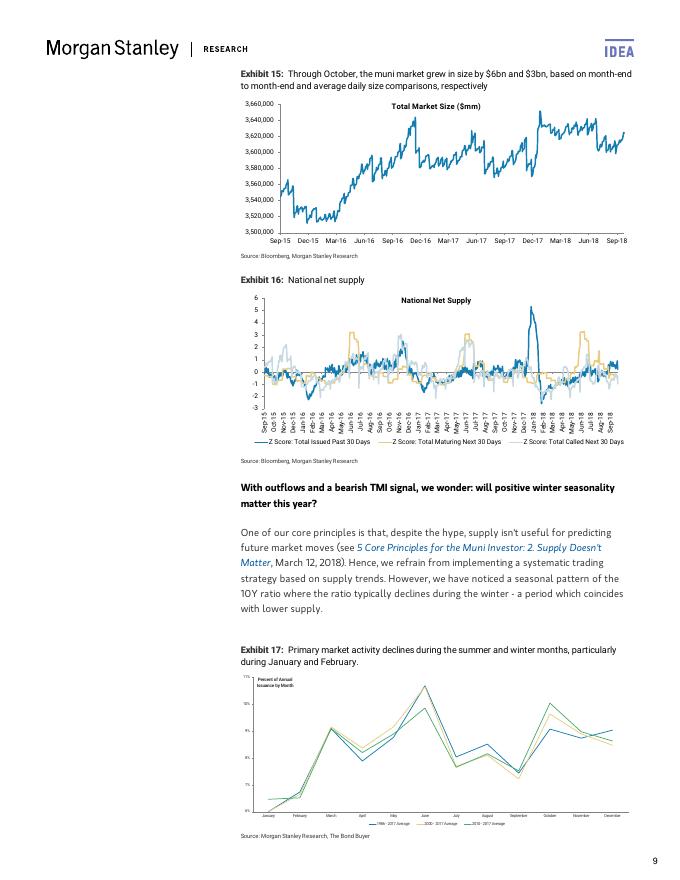 Morgan Stanley | RESEARCH
IDEA
Exhibit 15: Through October, the muni market grew in size by $6bn and $3bn, based on month-end
to month-end and average daily size comparisons, respectively
Total Market Size ($mm)
3,660,000
3,640,000
3,620,000
3,600,000
3,580,000
3,560,000
3,540,000
3,520,000
3,500,000
Sep-15 Dec-15 Mar-16 Jun-16 Sep-16 Dec-16 Mar-17 Jun-17 Sep-17 Dec-17 Mar-18 Jun-18 Sep-18
Source: Bloomberg, Morgan Stanley Research
Exhibit 16: National net supply
National Net Supply
6
5
4
3
2
1
0
-1
-2
-3
Sep-15 Oct-15 Nov-15 Dec-15 Jan-16 Feb-16 Mar-16 Apr-16 May-16 Jun-16 Jul-16 Aug-16 Sep-16 Oct-16 Nov-16 Dec-16 Jan-17 Feb-17 Mar-17 Apr-17 May-17 Jun-17 Jul-17 Aug-17 Sep-17 Oct-17 Nov-17 Dec-17 Jan-18 Feb-18 Mar-18 Apr-18 May-18 Jun-18 Jul-18 Aug-18 Sep-18
Z Score: Total Issued Past 30 Days Z Score: Total Maturing Next 30 Days Z Score: Total Called Next 30 Days
Source: Bloomberg, Morgan Stanley Research
With outflows and a bearish TMI signal, we wonder: will positive winter seasonality
matter this year?
One of our core principles is that, despite the hype, supply isn't useful for predicting
future market moves (see 5 Core Principles for the Muni Investor: 2. Supply Doesn't
Matter, March 12, 2018). Hence, we refrain from implementing a systematic trading
strategy based on supply trends. However, we have noticed a seasonal pattern of the
10Y ratio where the ratio typically declines during the winter - a period which coincides
with lower supply.
Exhibit 17: Primary market activity declines during the summer and winter months, particularly
during January and February.
Percent of Annual
Issuance by Month
11%
10%
9%
8%
7%
6%
January February March April May June July August September October November December
1986 - 2017 Average 2000 - 2017 Average 2010 - 2017 Average
Source: Morgan Stanley Research, The Bond Buyer
9